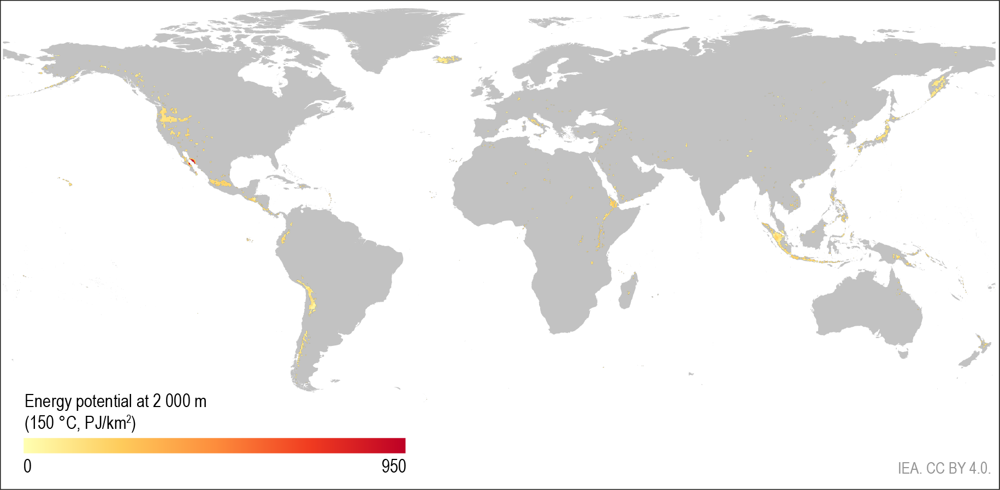 Energy potential at 2 000 m
(150 °C, PJ/km²)
0 950
IEA. CC BY 4.0.